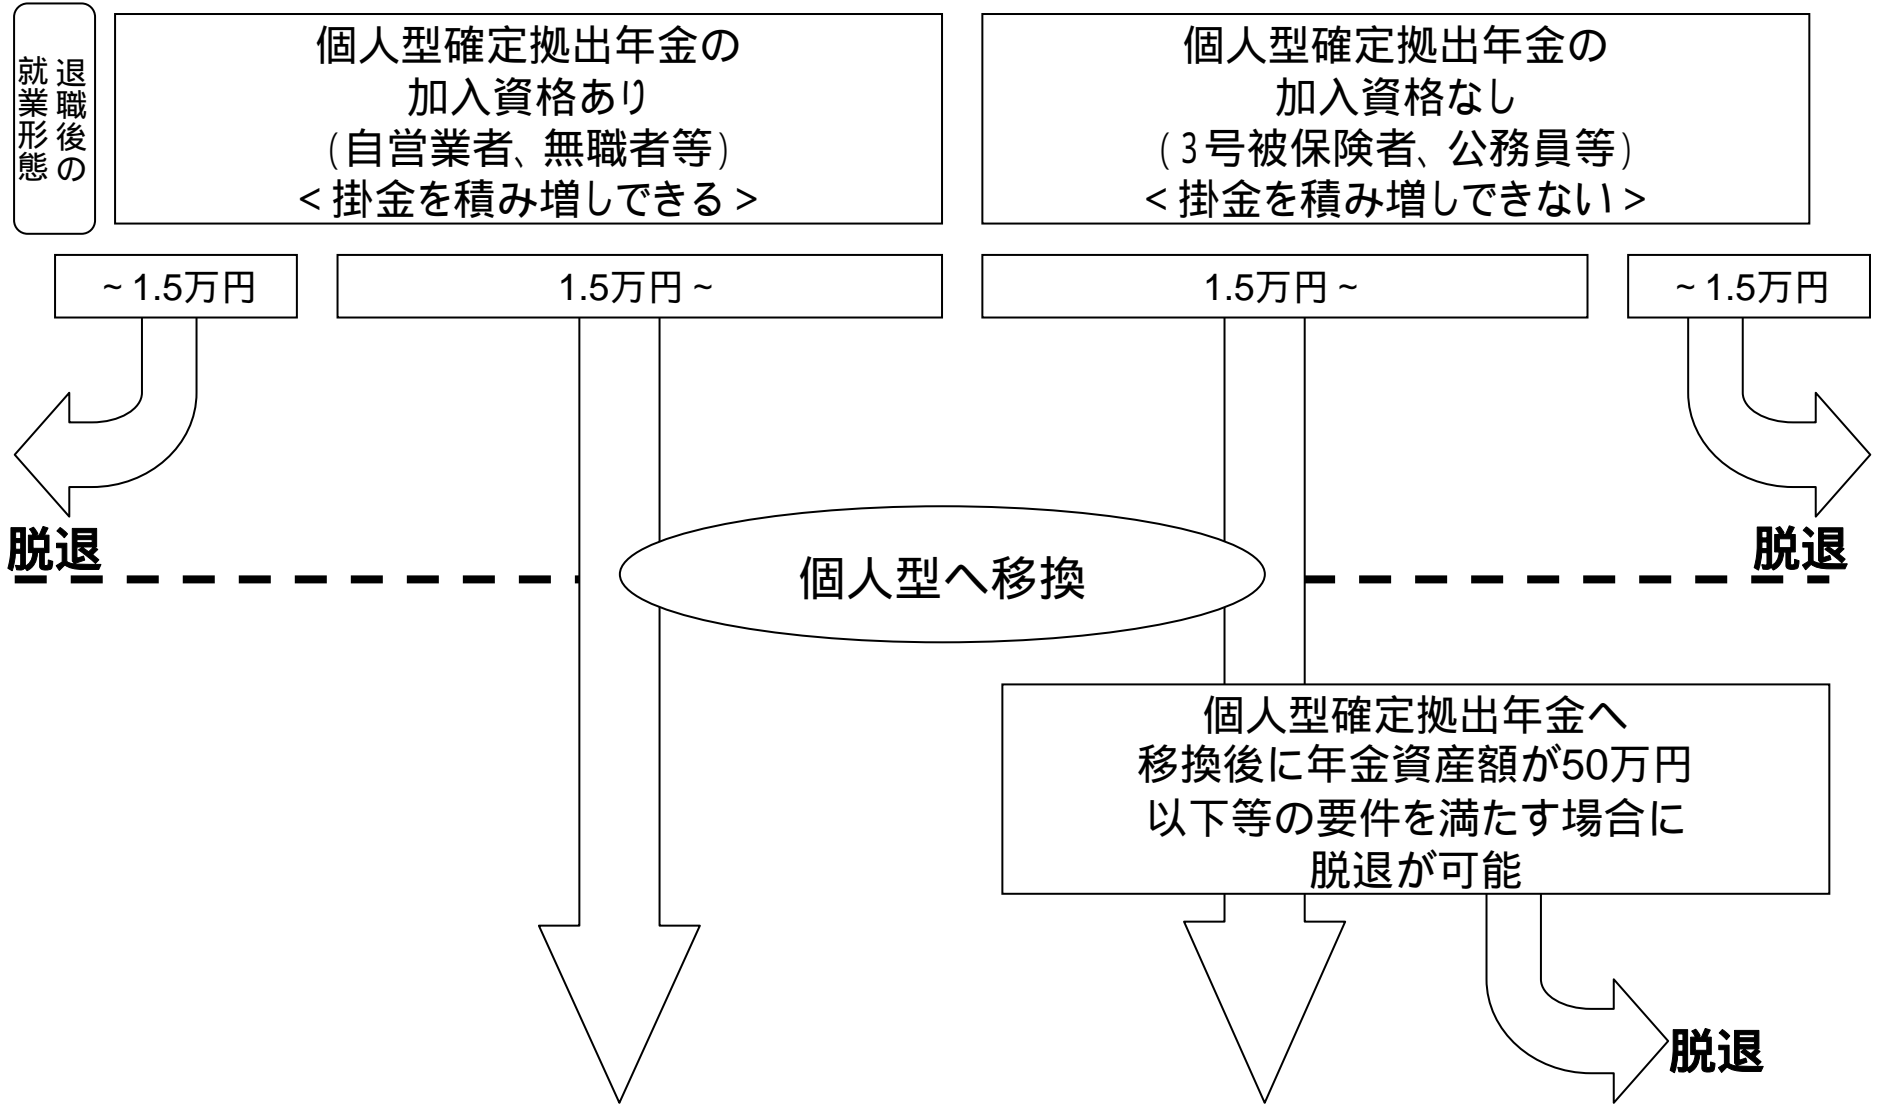 退職後の
就業形態
個人型確定拠出年金の
加入資格あり
(自営業者、無職者等)
<掛金を積み増しできる>
個人型確定拠出年金の
加入資格なし
(3号被保険者、公務員等)
<掛金を積み増しできない>
~1.5万円
1.5万円~
1.5万円~
~1.5万円
脱退
脱退
個人型へ移換
個人型確定拠出年金へ
移換後に年金資産額が50万円
以下等の要件を満たす場合に
脱退が可能
脱退